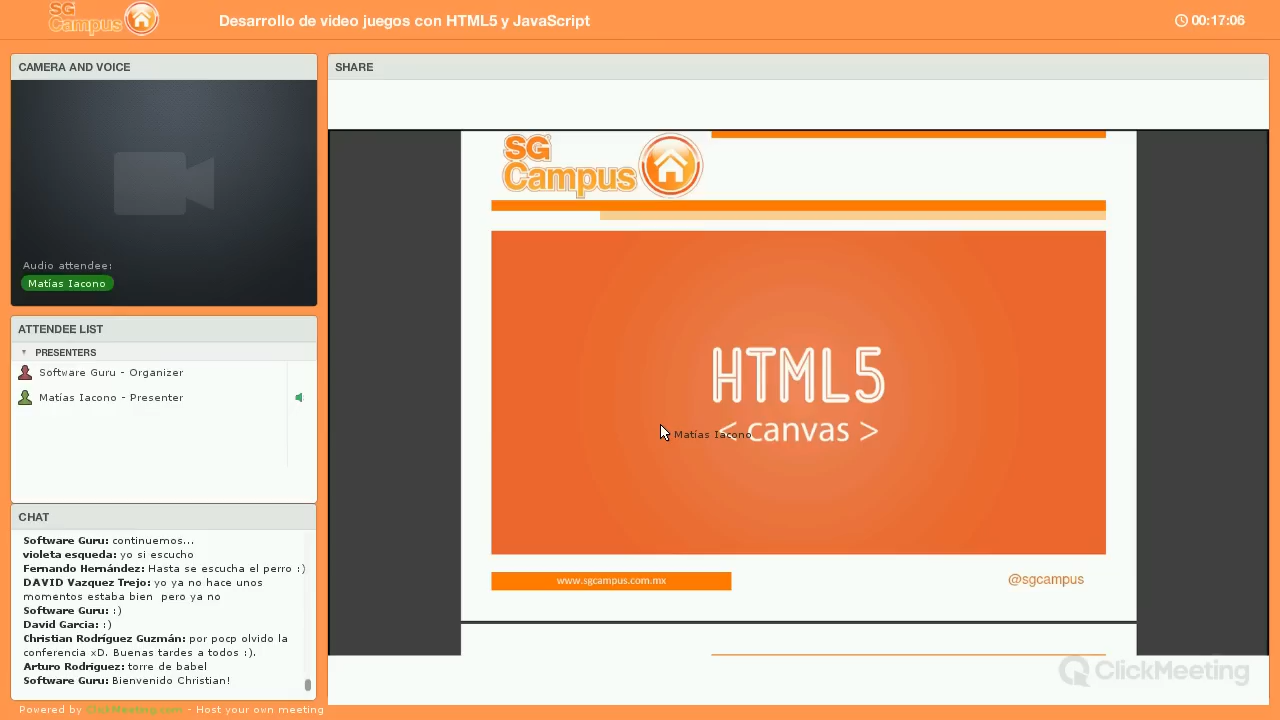 SG
Campus
Desarrollo de video juegos con HTML5 y JavaScript
00:17:06
CAMERA AND VOICE
Audio attendee:
Matías Iacono
ATTENDEE LIST
PRESENTERS
Software Guru - Organizer
Matías Iacono - Presenter
CHAT
Software Guru: continuemos...
violeta esqueda: yo si escucho
Fernando Hernández: Hasta se escucha el perro :)
DAVID Vazquez Trejo: yo ya no hace unos
momentos estaba bien pero ya no
Software Guru: :)
David Garcia: :)
Christian Rodríguez Guzmán: por pocp olvido la
conferencia xD. Buenas tardes a todos :).
Arturo Rodriguez: torre de babel
Software Guru: Bienvenido Christian!
Powered by ClickMeeting.com - Host your own meeting
SHARE
SG
Campus
HTML5
< canvas >
Matías Iacono
www.sgcampus.com.mx
@sgcampus
ClickMeeting